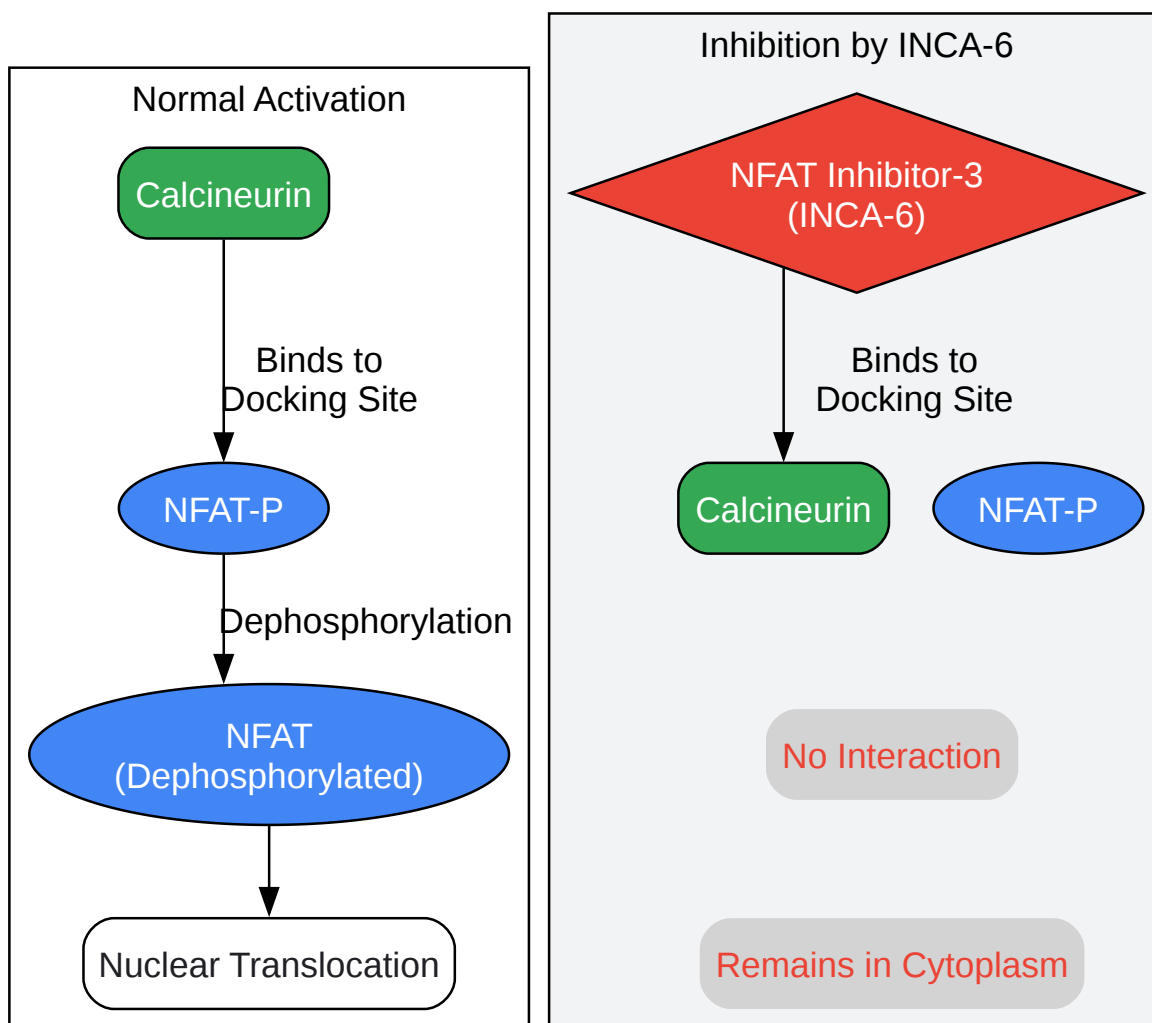 Normal Activation
Calcineurin
Binds to
Docking Site
NFAT-P
Dephosphorylation
NFAT
(Dephosphorylated)
Nuclear Translocation
Inhibition by INCA-6
NFAT Inhibitor-3
(INCA-6)
Binds to
Docking Site
Calcineurin
NFAT-P
No Interaction
Remains in Cytoplasm